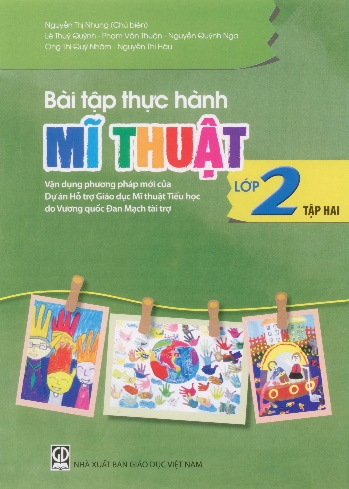 Nguyễn Thị Nhung (Chủ biên)
Lê Thuý Quỳnh - Phạm Văn Thuận - Nguyễn Quỳnh Nga
Ong Thị Quý Nhâm - Nguyễn Thị Hậu
Bài tập thực hành
MĨ THUẬT
Vận dụng phương pháp mới của
Dự án Hỗ trợ Giáo dục Mĩ thuật Tiểu học
do Vương quốc Đan Mạch tài trợ
LỚP 2
TẬP HAI
GD
NHÀ XUẤT BẢN GIÁO DỤC VIỆT NAM